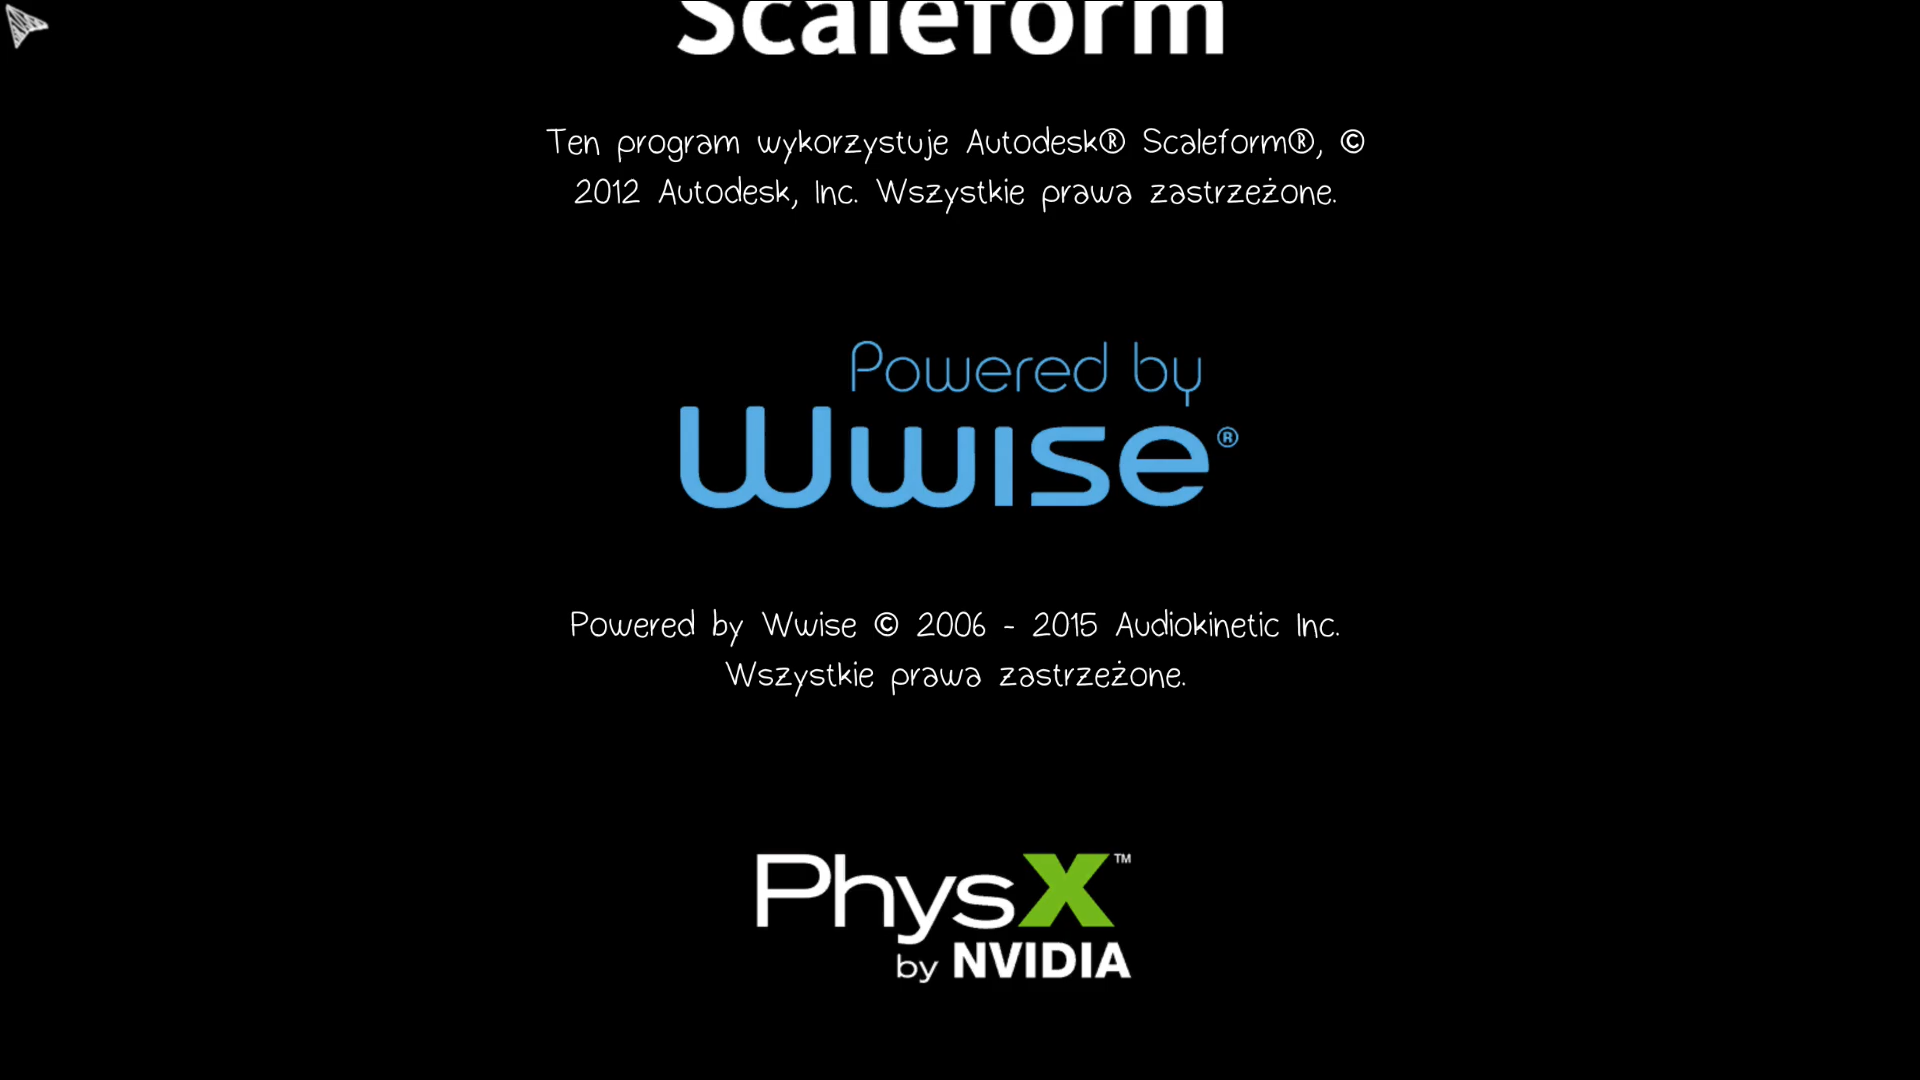 Scaleform
Ten program wykorzystuje Autodesk® Scaleform®, ©
2012 Autodesk, Inc. Wszystkie prawa zastrzeżone.
Powered by
Wwise®
Powered by Wwise © 2006 - 2015 Audiokinetic Inc.
Wszystkie prawa zastrzeżone.
PhysX™
by NVIDIA